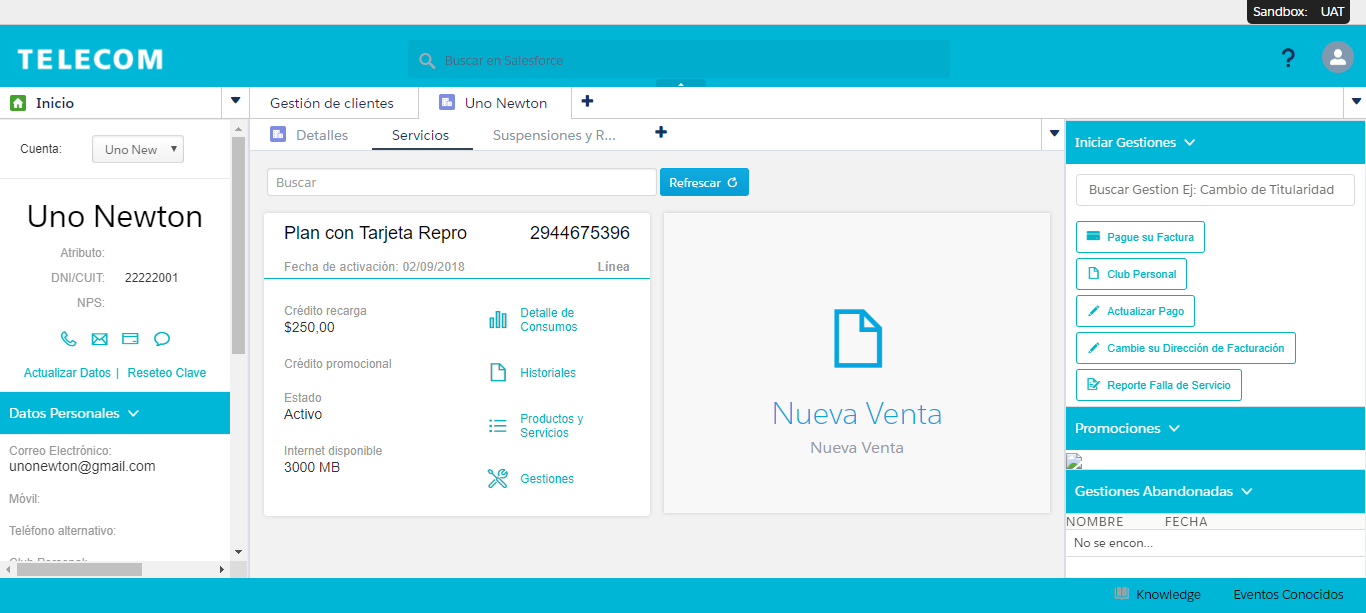 Sandbox: UAT
TELECOM
Buscar en Salesforce
?
Inicio
Gestión de clientes
Uno Newton
Cuenta:
Uno New
Detalles
Servicios
Suspensiones y R...
Uno Newton
Atributo:
DNI/CUIT: 22222001
NPS:
Actualizar Datos | Reseteo Clave
Datos Personales
Correo Electrónico:
unonewton@gmail.com
Móvil:
Teléfono alternativo:
Club Personal:
Buscar
Refrescar
Plan con Tarjeta Repro 2944675396
Fecha de activación: 02/09/2018 Línea
Crédito recarga
$250,00
Crédito promocional
Estado
Activo
Internet disponible
3000 MB
Detalle de
Consumos
Historiales
Productos y
Servicios
Gestiones
Nueva Venta
Nueva Venta
Iniciar Gestiones
Buscar Gestion Ej: Cambio de Titularidad
Pague su Factura
Club Personal
Actualizar Pago
Cambie su Dirección de Facturación
Reporte Falla de Servicio
Promociones
Gestiones Abandonadas
NOMBRE FECHA
No se encon...
Knowledge
Eventos Conocidos